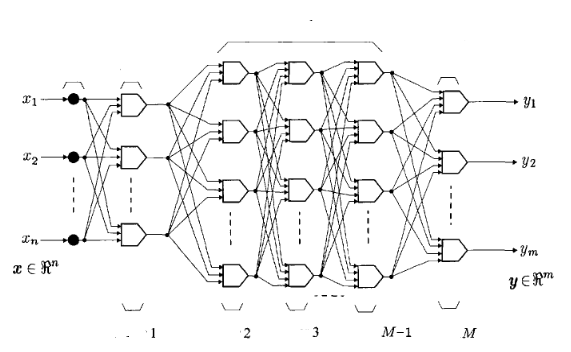 x₁ y₁
x₂ y₂
xₙ yₘ
x ∈ ℜⁿ y ∈ ℜᵐ
1 2 3 M−1 M